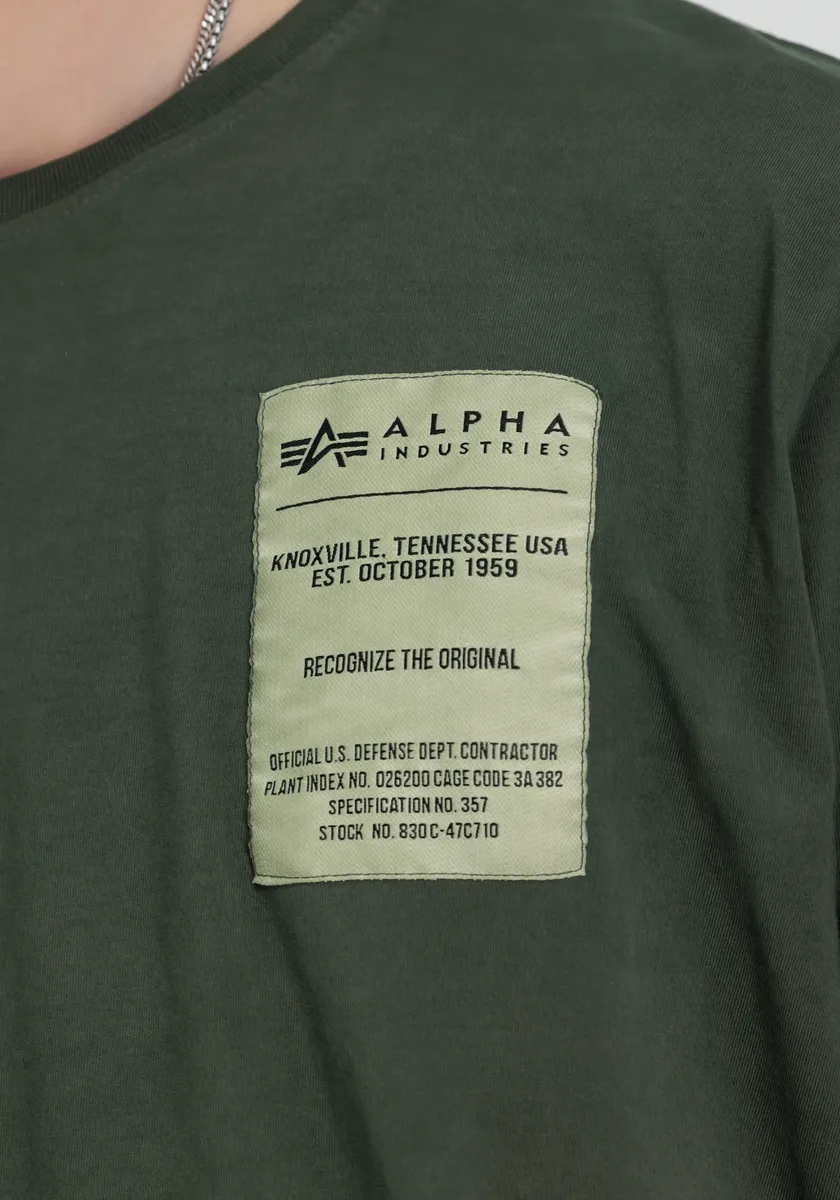 ALPHA
INDUSTRIES
KNOXVILLE, TENNESSEE USA
EST. OCTOBER 1959
RECOGNIZE THE ORIGINAL
OFFICIAL U.S. DEFENSE DEPT. CONTRACTOR
PLANT INDEX NO. 026200 CAGE CODE 3A382
SPECIFICATION NO. 357
STOCK NO. 830C-47C710